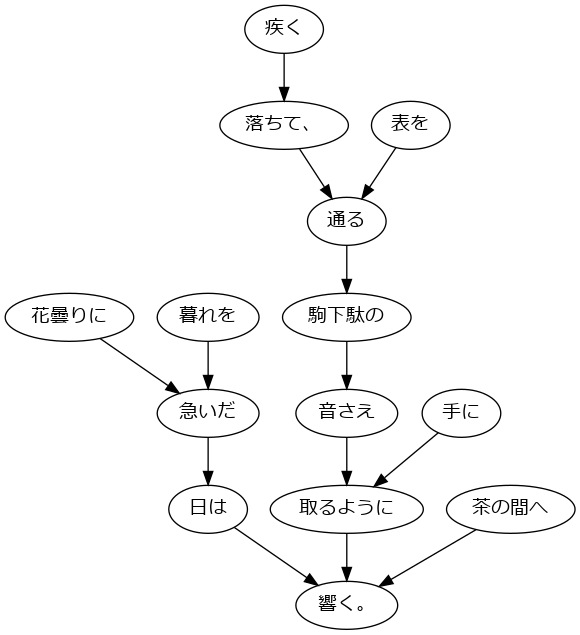 疾く
落ちて、
表を
通る
花曇りに
暮れを
駒下駄の
急いだ
音さえ
手に
日は
取るように
茶の間へ
響く。